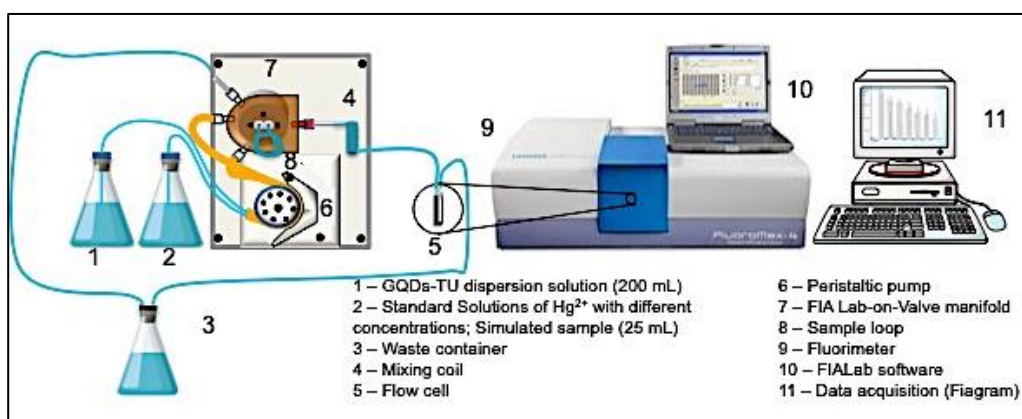 7
4
10
9
11
6
1
2
5
3
FluoroMax-4
1 – GQDs-TU dispersion solution (200 mL)
2 – Standard Solutions of Hg²⁺ with different
concentrations; Simulated sample (25 mL)
3 – Waste container
4 – Mixing coil
5 – Flow cell
6 – Peristaltic pump
7 – FIA Lab-on-Valve manifold
8 – Sample loop
9 – Fluorimeter
10 – FIALab software
11 – Data acquisition (Fiagram)